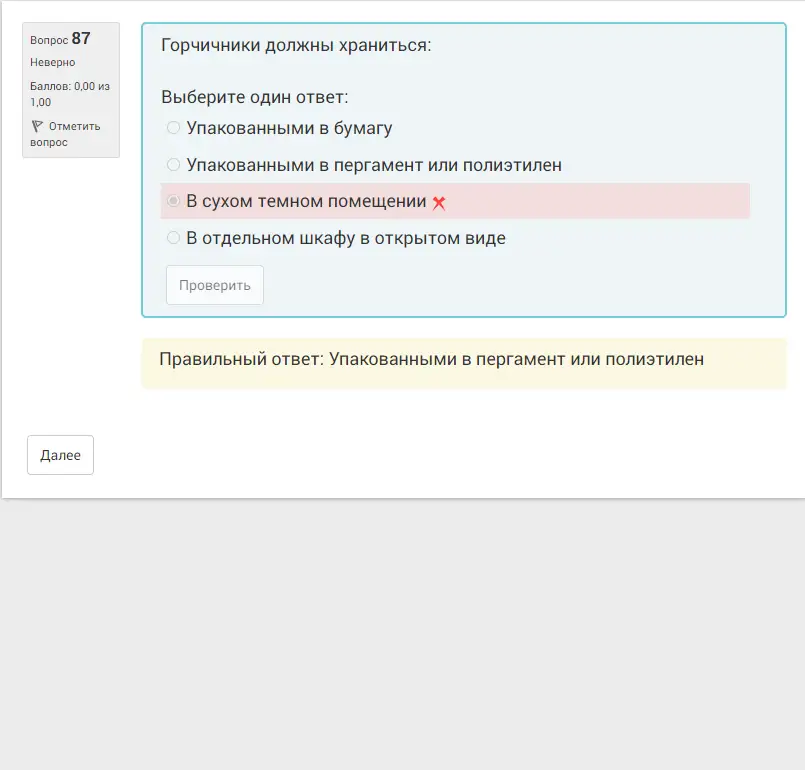 Вопрос 87
Неверно
Баллов: 0,00 из
1,00
Отметить
вопрос
Горчичники должны храниться:
Выберите один ответ:
Упакованными в бумагу
Упакованными в пергамент или полиэтилен
В сухом темном помещении
В отдельном шкафу в открытом виде
Проверить
Правильный ответ: Упакованными в пергамент или полиэтилен
Далее